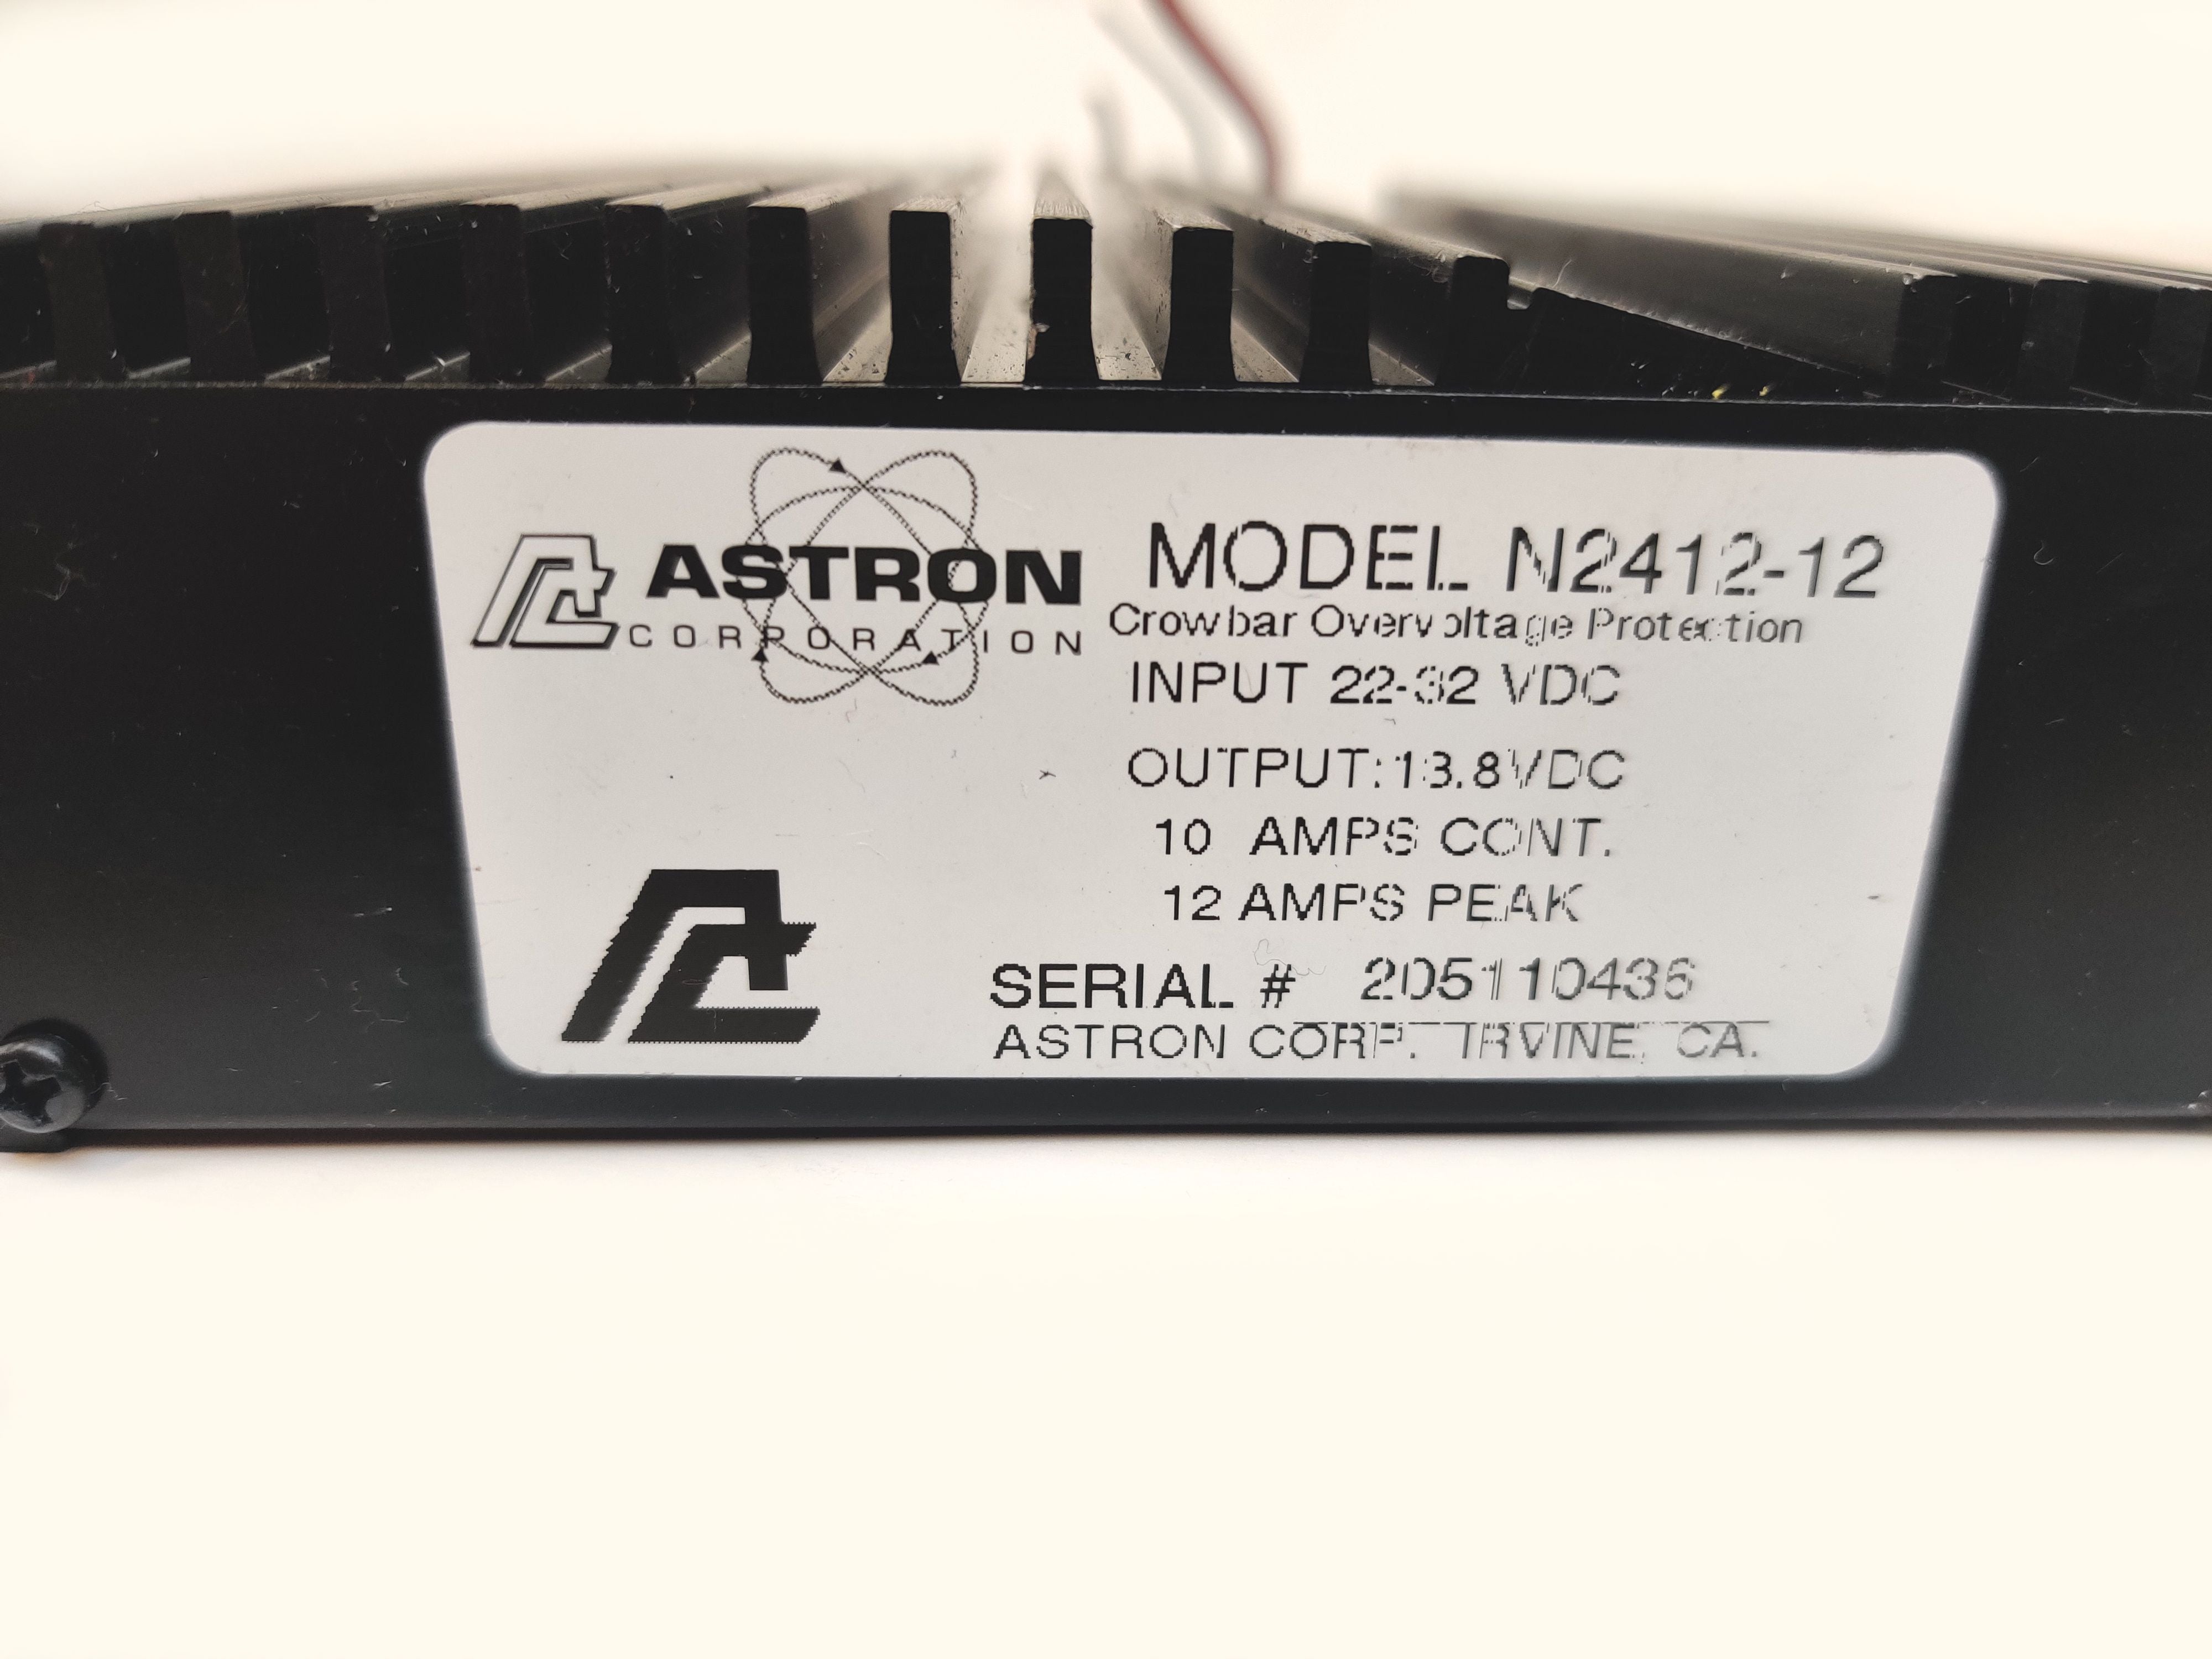 ASTRON
CORPORATION
MODEL N2412-12
Crowbar Overvoltage Protection
INPUT 22-32 VDC
OUTPUT:13.8VDC
10 AMPS CONT.
12 AMPS PEAK
SERIAL # 205110436
ASTRON CORP. IRVINE, CA.